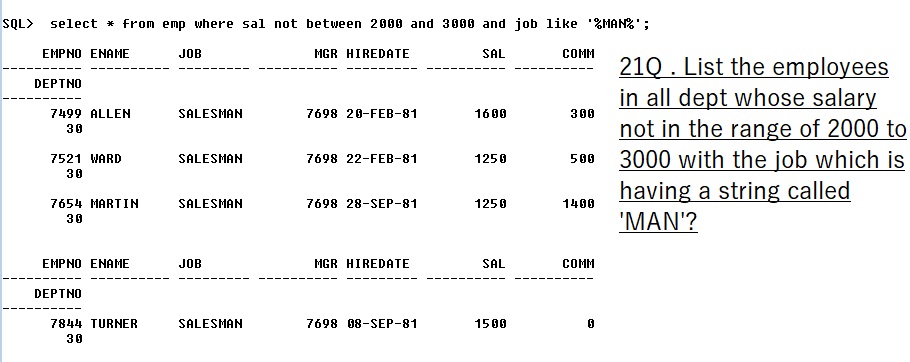 SQL>  select * from emp where sal not between 2000 and 3000 and job like '%MAN%';
     EMPNO ENAME      JOB              MGR HIREDATE         SAL       COMM
---------- ---------- --------- ---------- --------- ---------- ----------
    DEPTNO
----------
      7499 ALLEN      SALESMAN        7698 20-FEB-81       1600        300
        30
      7521 WARD       SALESMAN        7698 22-FEB-81       1250        500
        30
      7654 MARTIN     SALESMAN        7698 28-SEP-81       1250       1400
        30
     EMPNO ENAME      JOB              MGR HIREDATE         SAL       COMM
---------- ---------- --------- ---------- --------- ---------- ----------
    DEPTNO
----------
      7844 TURNER     SALESMAN        7698 08-SEP-81       1500          0
        30
21Q . List the employees
in all dept whose salary
not in the range of 2000 to
3000 with the job which is
having a string called
'MAN'?